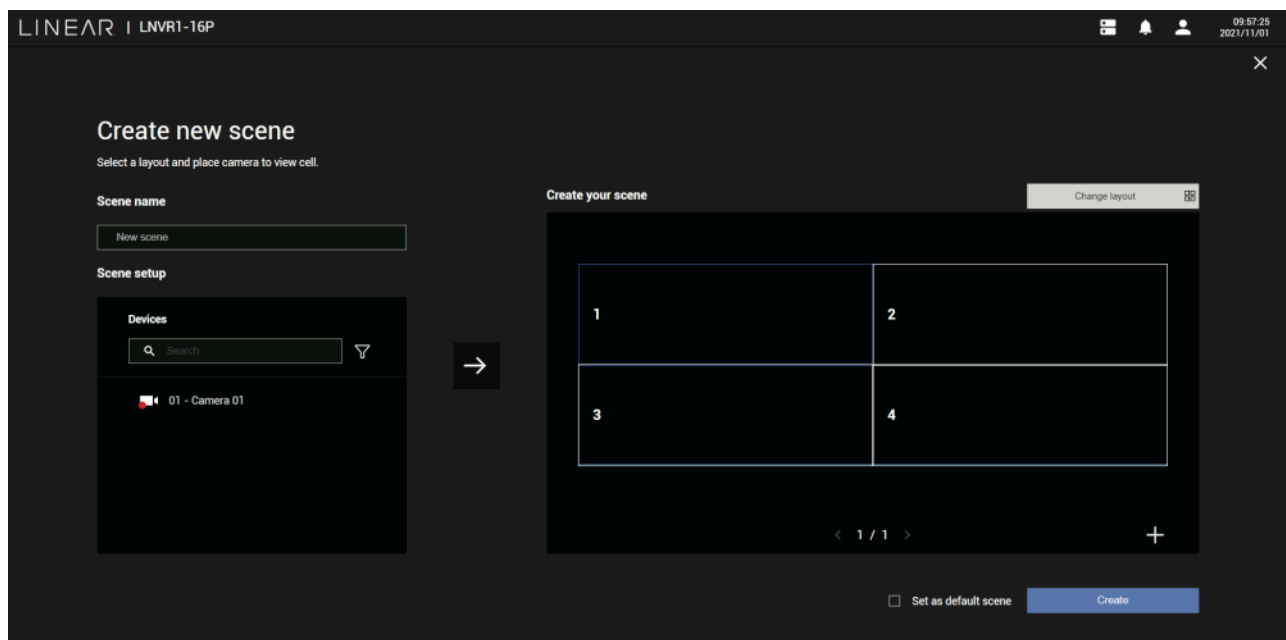 LINEAR | LNVR1-16P
09:57:25
2021/11/01
Create new scene
Select a layout and place camera to view cell.
Scene name
New scene
Scene setup
Devices
Search
01 - Camera 01
Create your scene
Change layout
1
2
3
4
< 1 / 1 >
Set as default scene
Create